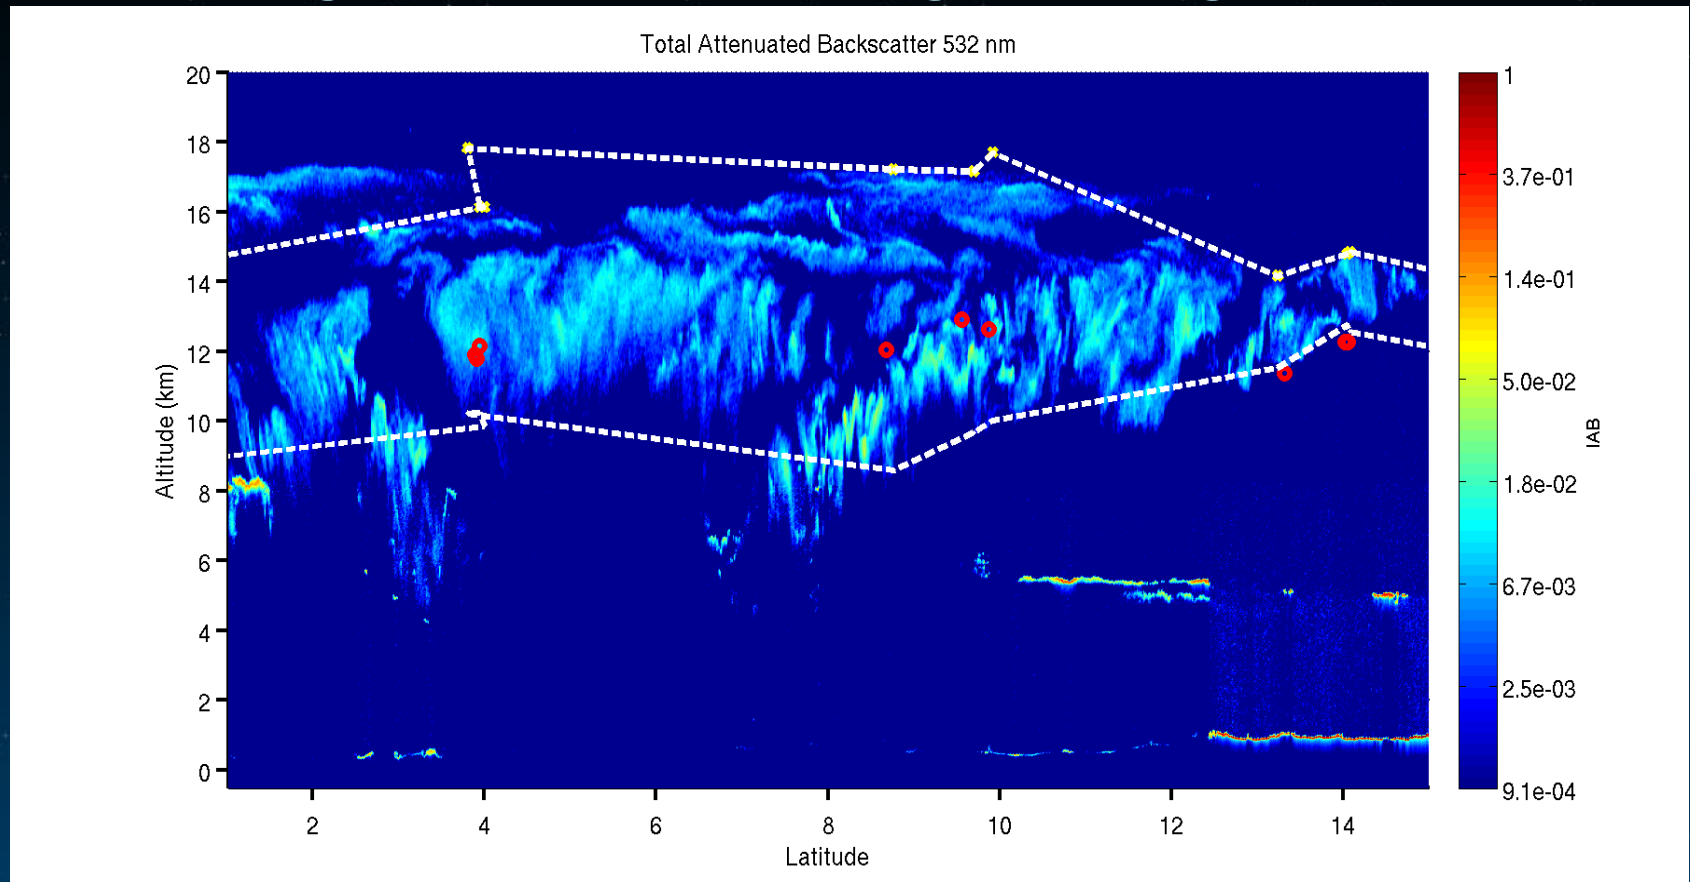 Total Attenuated Backscatter 532 nm
20
18
16
14
12
10
8
6
4
2
0
Altitude (km)
2 4 6 8 10 12 14
Latitude
1
3.7e-01
1.4e-01
5.0e-02
1.8e-02
6.7e-03
2.5e-03
9.1e-04
IAB